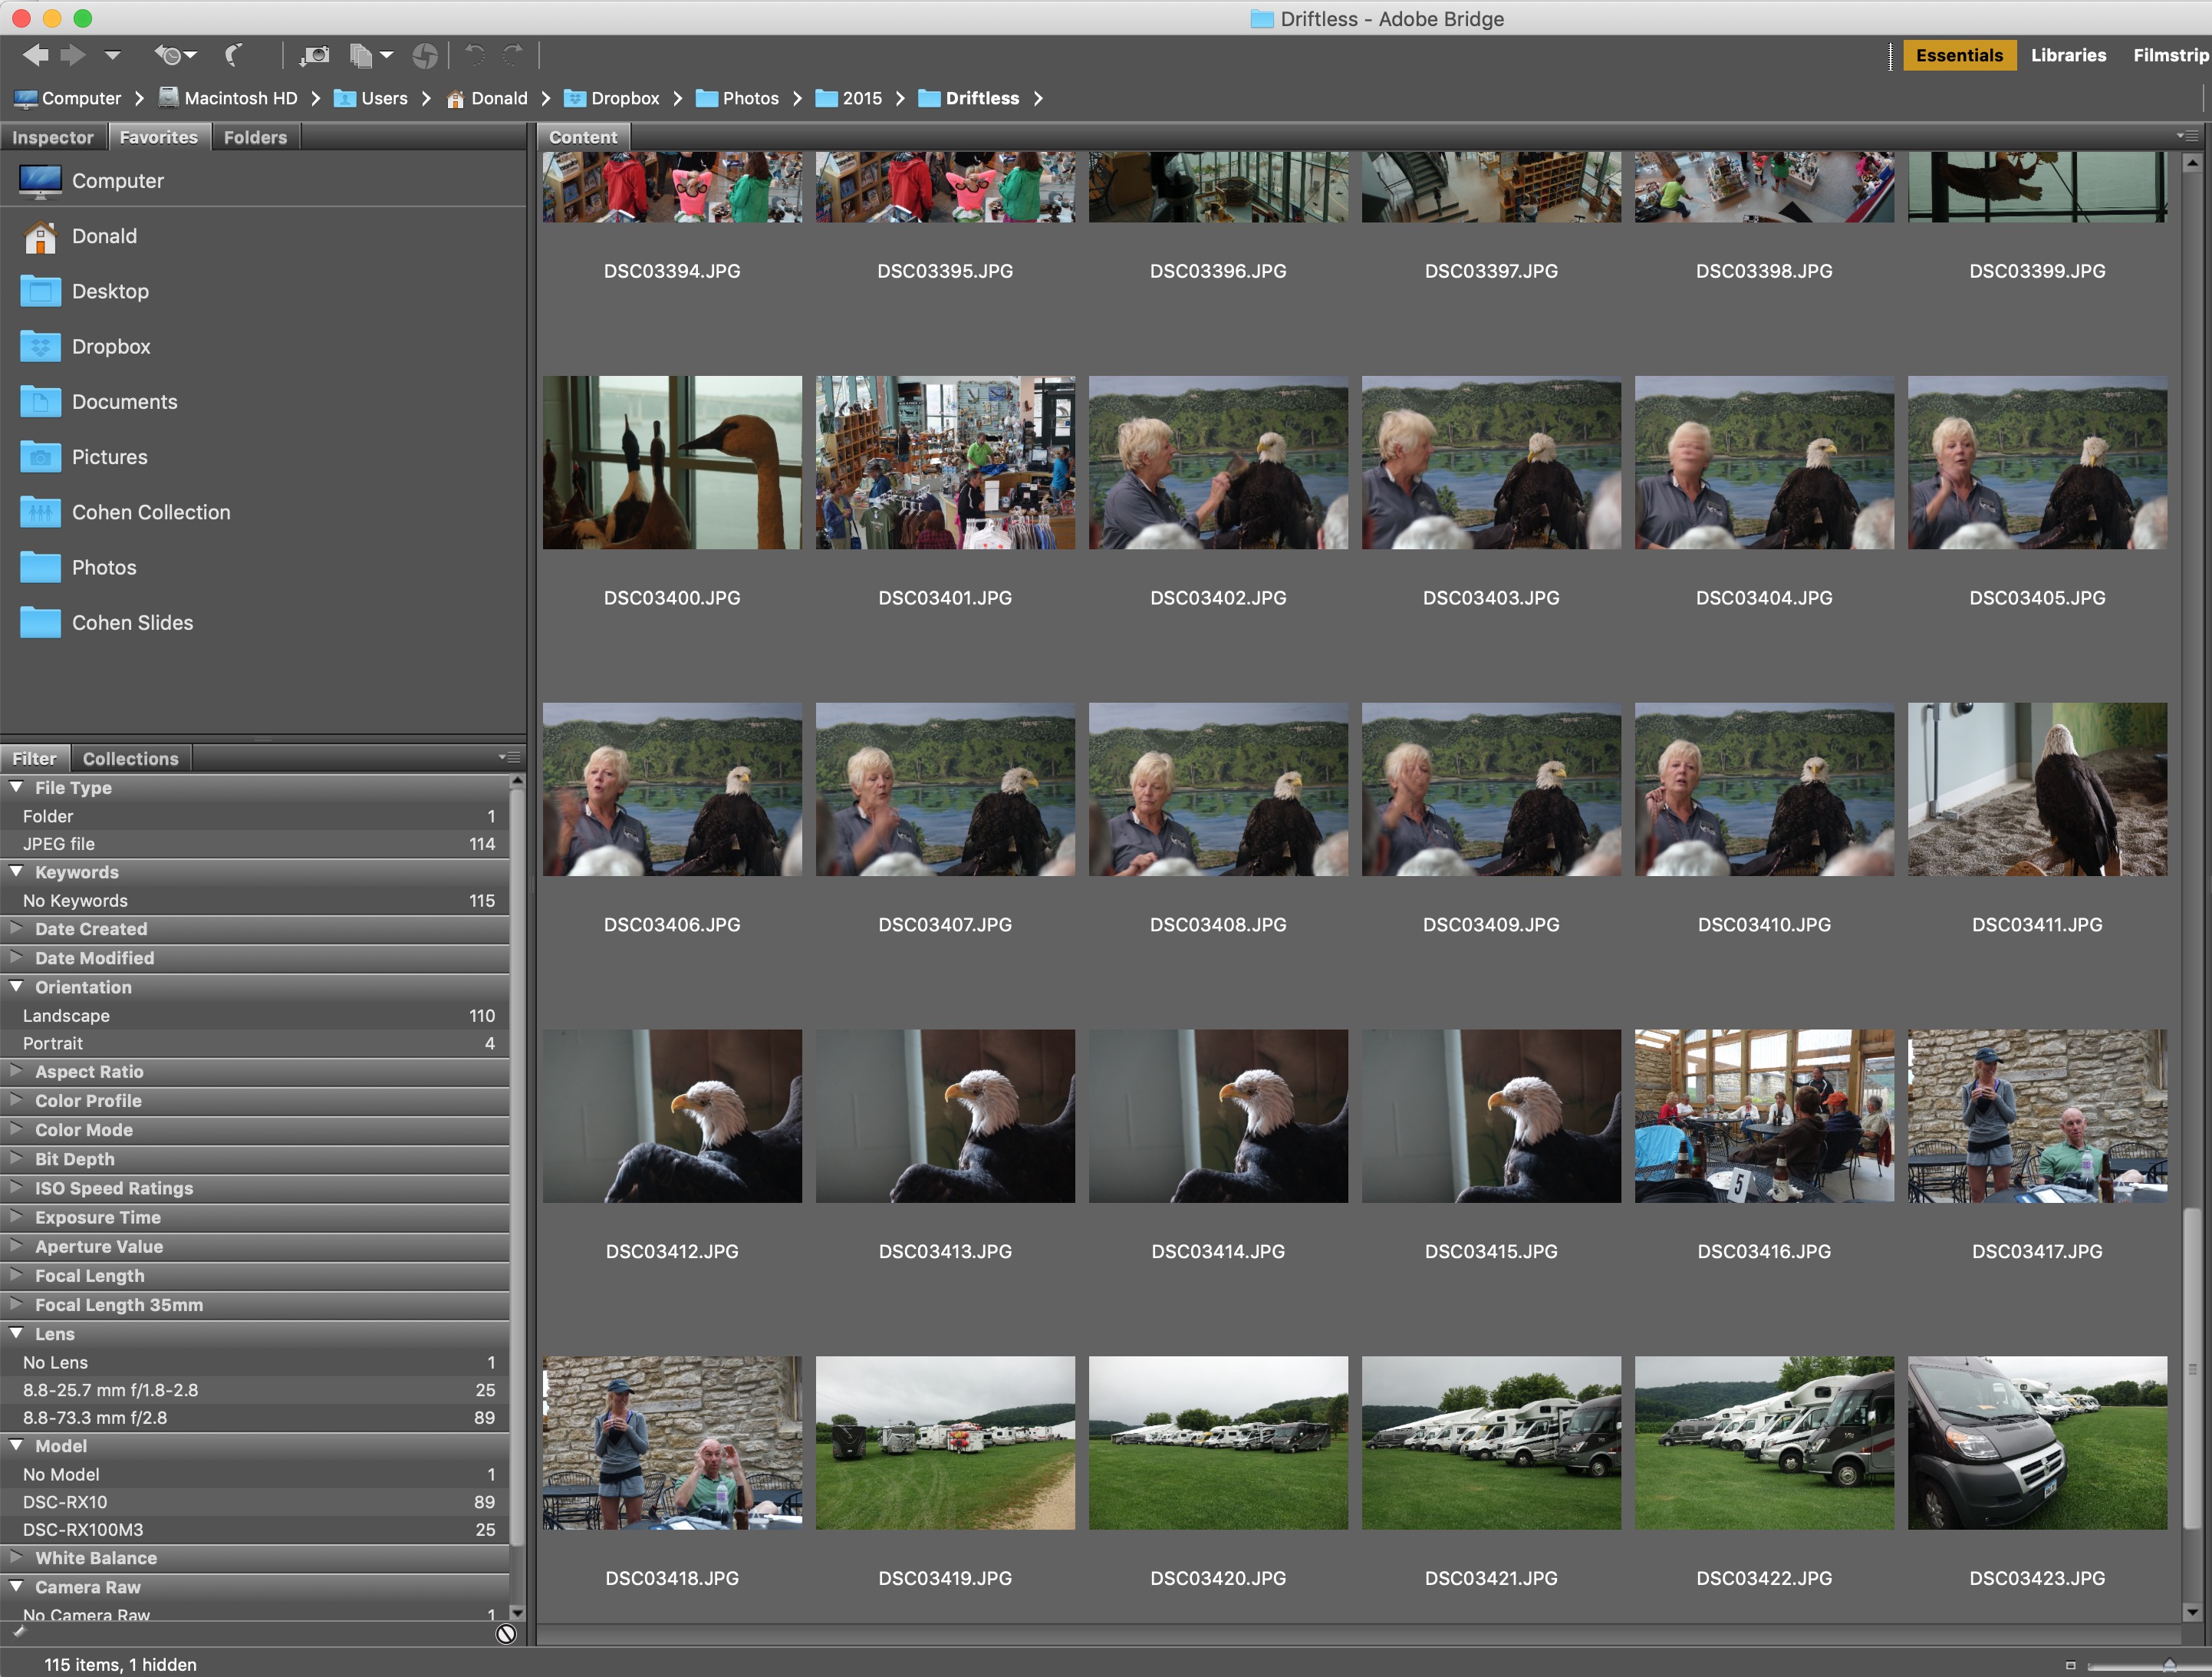 Driftless - Adobe Bridge
Essentials Libraries Filmstrip
Computer Macintosh HD Users Donald Dropbox Photos 2015 Driftless
Inspector Favorites Folders
Content
Computer
Donald
Desktop
Dropbox
Documents
Pictures
Cohen Collection
Photos
Cohen Slides
Filter Collections
File Type
Folder 1
JPEG file 114
Keywords
No Keywords 115
Date Created
Date Modified
Orientation
Landscape 110
Portrait 4
Aspect Ratio
Color Profile
Color Mode
Bit Depth
ISO Speed Ratings
Exposure Time
Aperture Value
Focal Length
Focal Length 35mm
Lens
No Lens 1
8.8-25.7 mm f/1.8-2.8 25
8.8-73.3 mm f/2.8 89
Model
No Model 1
DSC-RX10 89
DSC-RX100M3 25
White Balance
Camera Raw
No Camera Raw 1
DSC03394.JPG DSC03395.JPG DSC03396.JPG DSC03397.JPG DSC03398.JPG DSC03399.JPG
DSC03400.JPG DSC03401.JPG DSC03402.JPG DSC03403.JPG DSC03404.JPG DSC03405.JPG
DSC03406.JPG DSC03407.JPG DSC03408.JPG DSC03409.JPG DSC03410.JPG DSC03411.JPG
5
DSC03412.JPG DSC03413.JPG DSC03414.JPG DSC03415.JPG DSC03416.JPG DSC03417.JPG
DSC03418.JPG DSC03419.JPG DSC03420.JPG DSC03421.JPG DSC03422.JPG DSC03423.JPG
115 items, 1 hidden